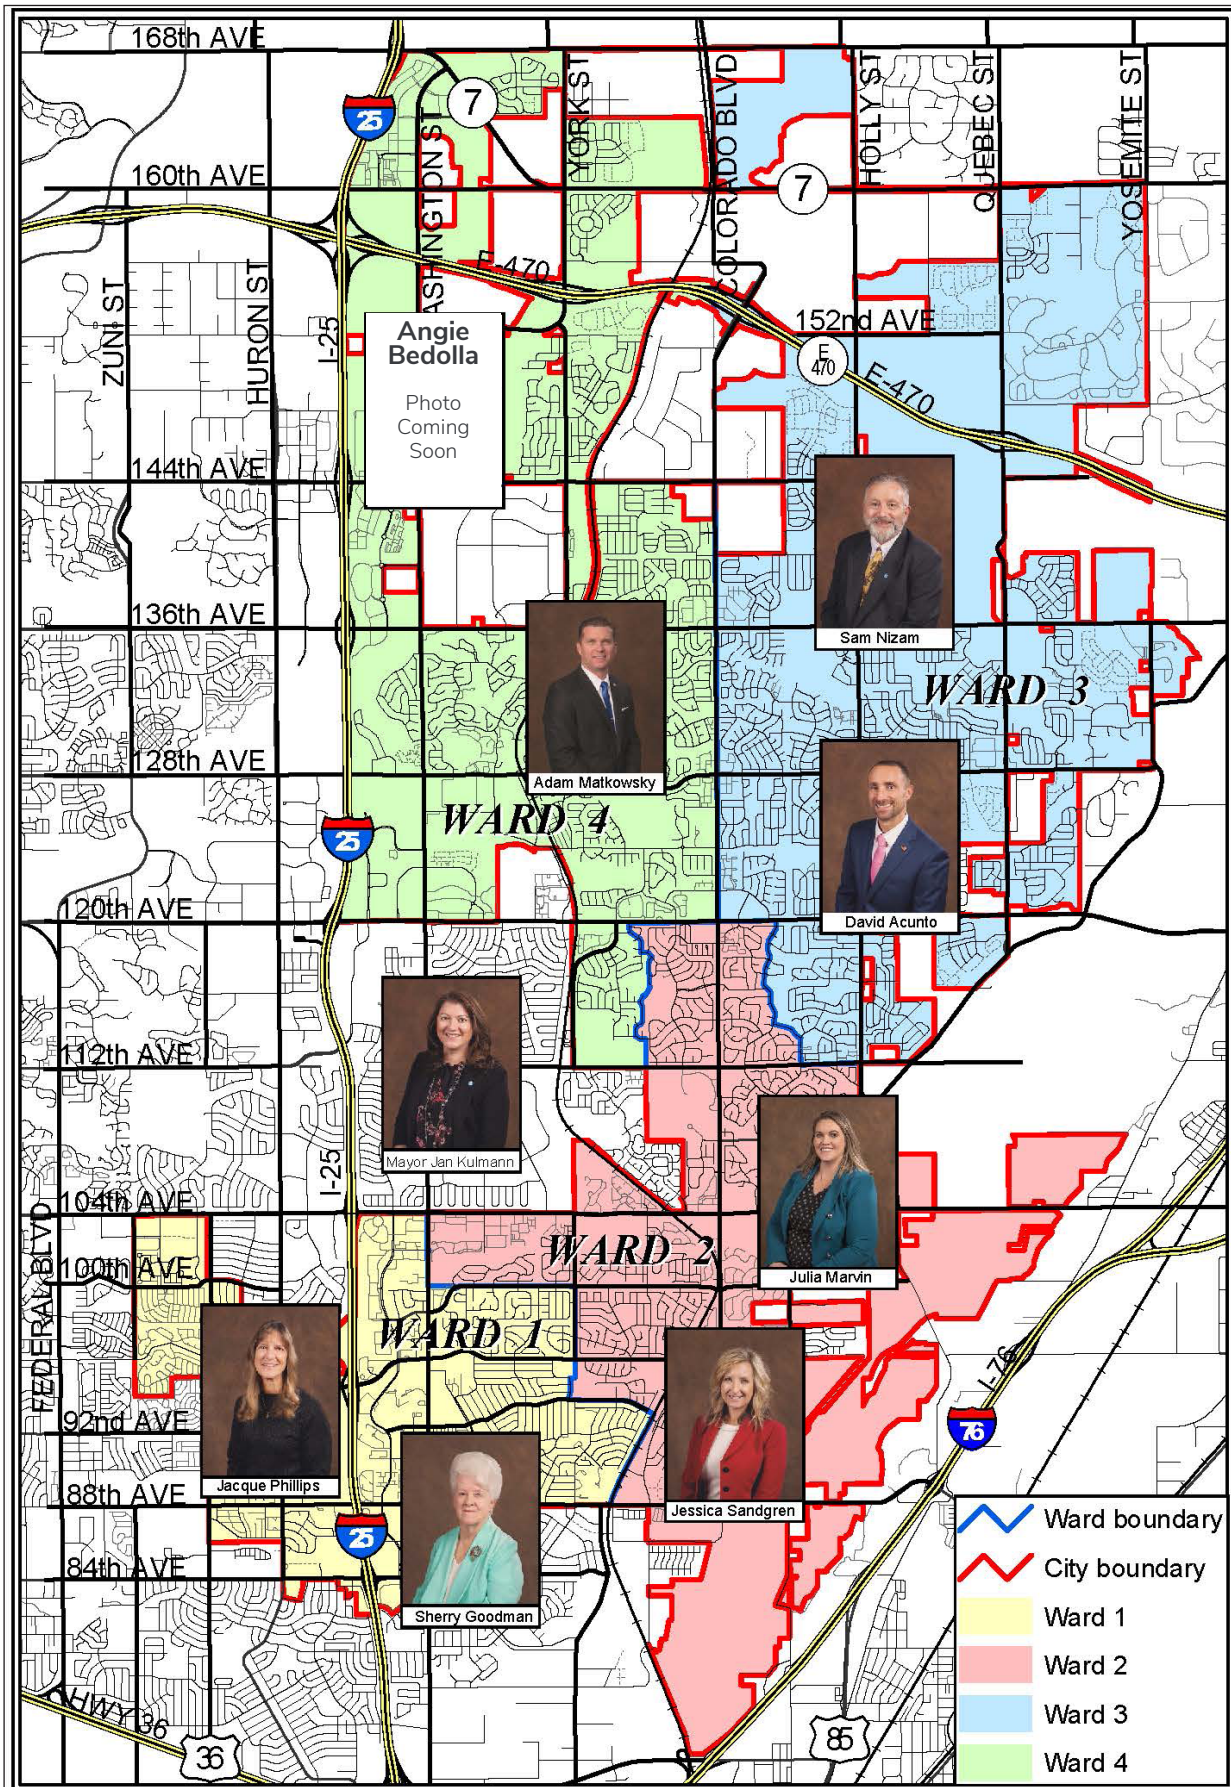 168th AVE
7
25
WASHINGTON ST
YORK ST
COLORADO BLVD
HOLLY ST
QUEBEC ST
YOSEMITE ST
160th AVE
7
E-470
ZUNI ST
HURON ST
I-25
152nd AVE
E
470
E-470
Angie
Bedolla
Photo
Coming
Soon
144th AVE
136th AVE
Sam Nizam
WARD 3
128th AVE
Adam Matkowsky
WARD 4
25
120th AVE
David Acunto
112th AVE
Mayor Jan Kulmann
I-25
104th AVE
FEDERAL BLVD
100th AVE
WARD 2
Julia Marvin
WARD 1
I-76
92nd AVE
76
Jacque Phillips
88th AVE
Jessica Sandgren
25
84th AVE
Sherry Goodman
HWY 36
36
85
Ward boundary
City boundary
Ward 1
Ward 2
Ward 3
Ward 4